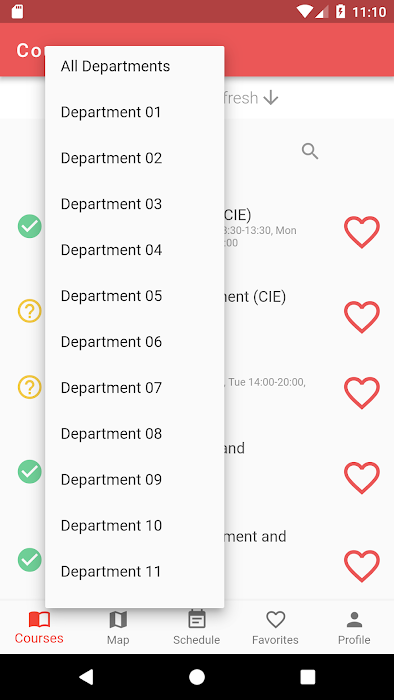 11:10
Co
All Departments
fresh
Department 01
Department 02
Department 03
(CIE)
Department 04
:30-13:30, Mon
:00
Department 05
nent (CIE)
Department 06
Department 07
, Tue 14:00-20:00,
Department 08
and
Department 09
Department 10
ment and
Department 11
Courses
Map
Schedule
Favorites
Profile